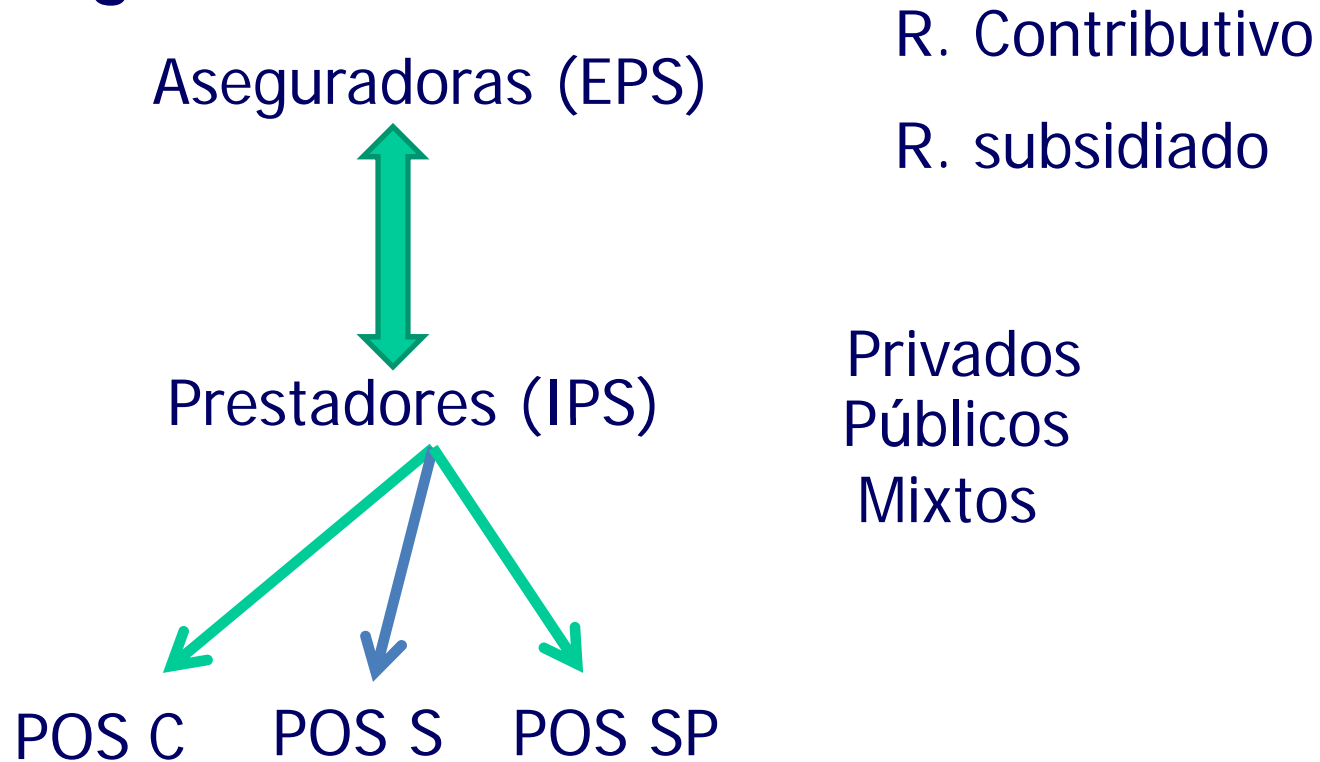 R. Contributivo
Aseguradoras (EPS)
R. subsidiado
Privados
Prestadores (IPS)
Públicos
Mixtos
POS C
POS S
POS SP